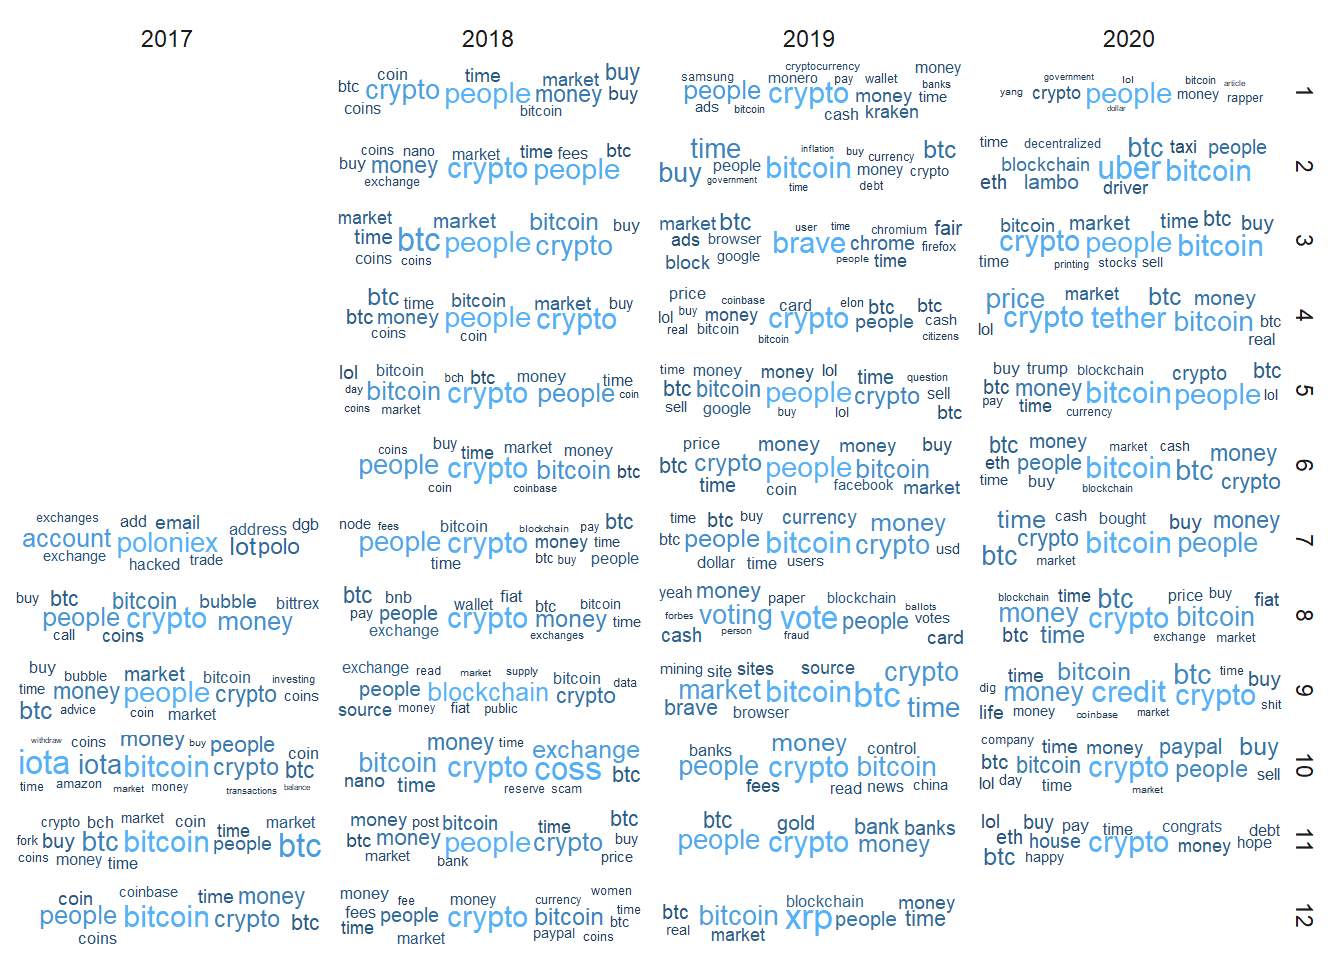 2017 2018 2019 2020
coin time market buy
btc crypto people money buy
coins bitcoin
cryptocurrency money
samsung monero pay wallet banks
people crypto money time
ads bitcoin cash kraken
government lol bitcoin article
yang crypto people money rapper
dollar
1
coins nano market time fees btc
buy money crypto people
exchange
time inflation buy currency btc
buy people bitcoin money crypto
government time debt
time decentralized btc taxi people
blockchain uber bitcoin
eth lambo driver
2
market market bitcoin buy
time btc people crypto
coins coins
market btc user time chromium fair
ads browser brave chrome firefox
block google people time
bitcoin market time btc buy
crypto people bitcoin
time printing stocks sell
3
btc time bitcoin market buy
btc money people crypto
coins coin
price coinbase card elon btc btc
lol buy money crypto people cash
real bitcoin bitcoin citizens
price market btc money
lol crypto tether bitcoin btc
real
4
lol bitcoin bch btc money time
day bitcoin crypto people coin
coins market
time money money lol time question
btc bitcoin people crypto sell
sell google buy lol btc
buy trump blockchain crypto btc
btc money bitcoin people lol
pay time currency
5
coins buy time market money
people crypto bitcoin btc
coin coinbase
price money money buy
btc crypto people bitcoin
time coin facebook market
btc money market cash money
eth people bitcoin btc crypto
time buy blockchain
6
exchanges add email address dgb
account poloniex lot polo
exchange hacked trade
node fees bitcoin blockchain pay btc
people crypto money time
time btc buy people
time btc buy currency money
btc people bitcoin crypto usd
dollar time users
time cash bought buy money
crypto bitcoin people
btc market
7
buy btc bitcoin bubble bittrex
people crypto money
call coins
btc bnb wallet fiat btc bitcoin
pay people crypto money time
exchange exchanges
yeah money paper blockchain ballots
forbes voting vote people votes
cash person fraud card
blockchain time btc price buy fiat
money crypto bitcoin
btc time exchange market
8
buy bubble market bitcoin investing
time money people crypto coins
btc advice coin market
exchange read market supply data
people blockchain crypto
source money fiat public
mining site sites source crypto
market bitcoin btc
brave browser time
time bitcoin btc time buy
dig money credit crypto shit
life money coinbase market
9
withdraw coins money buy people coin
iota iota bitcoin crypto btc
time amazon market money transactions balance
money time exchange
bitcoin crypto coss btc
nano time reserve scam
banks money control
people crypto bitcoin
fees read news china
company time money paypal buy
btc bitcoin crypto people sell
lol day time market
10
crypto bch market coin time market
fork buy btc bitcoin people btc
coins money time
money post bitcoin time btc
btc money people crypto buy
market bank price
btc gold bank banks
people crypto money
lol buy pay time congrats debt
eth house crypto money hope
btc happy
11
coin coinbase time money
people bitcoin crypto btc
coins
money fee money currency women
fees people crypto bitcoin btc time
time market paypal coins
btc blockchain money
real bitcoin xrp people time
market
12